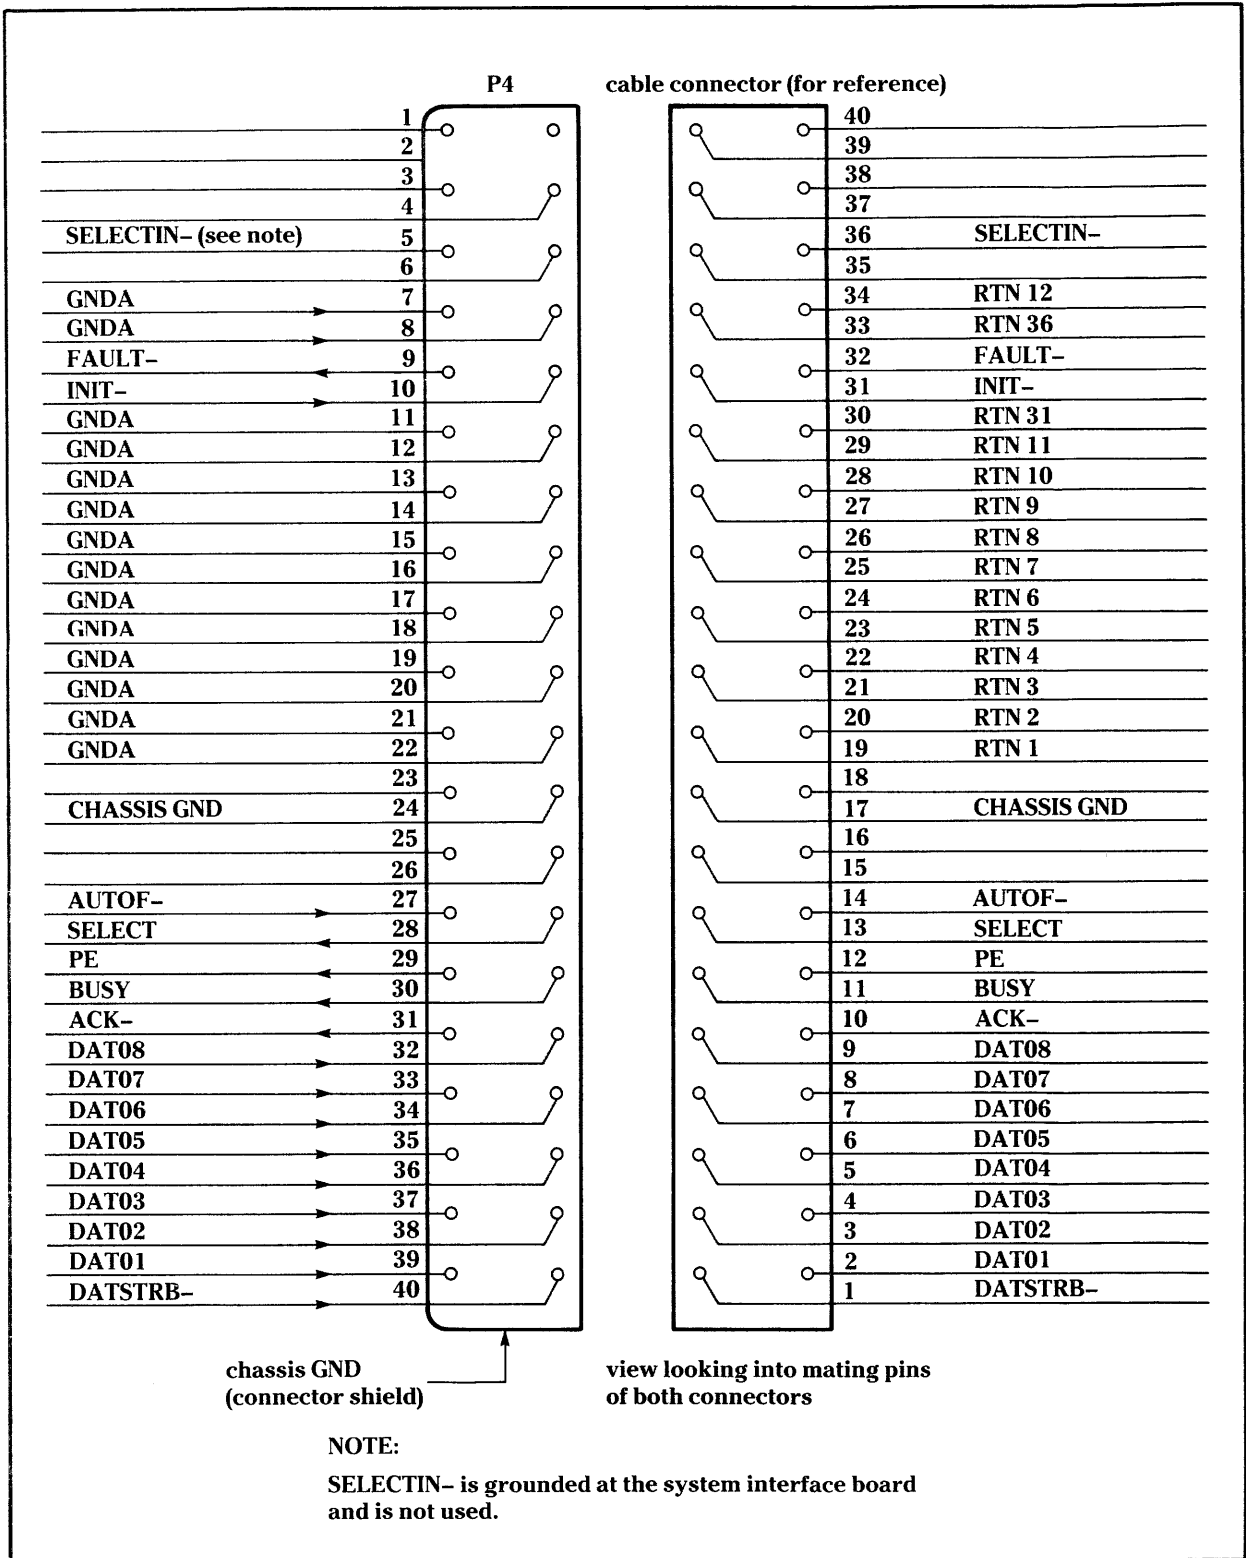 P4 cable connector (for reference)
1 40
2 39
3 38
4 37
SELECTIN– (see note) 5 36 SELECTIN–
6 35
GNDA 7 34 RTN 12
GNDA 8 33 RTN 36
FAULT– 9 32 FAULT–
INIT– 10 31 INIT–
GNDA 11 30 RTN 31
GNDA 12 29 RTN 11
GNDA 13 28 RTN 10
GNDA 14 27 RTN 9
GNDA 15 26 RTN 8
GNDA 16 25 RTN 7
GNDA 17 24 RTN 6
GNDA 18 23 RTN 5
GNDA 19 22 RTN 4
GNDA 20 21 RTN 3
GNDA 21 20 RTN 2
GNDA 22 19 RTN 1
23 18
CHASSIS GND 24 17 CHASSIS GND
25 16
26 15
AUTOF– 27 14 AUTOF–
SELECT 28 13 SELECT
PE 29 12 PE
BUSY 30 11 BUSY
ACK– 31 10 ACK–
DAT08 32 9 DAT08
DAT07 33 8 DAT07
DAT06 34 7 DAT06
DAT05 35 6 DAT05
DAT04 36 5 DAT04
DAT03 37 4 DAT03
DAT02 38 3 DAT02
DAT01 39 2 DAT01
DATSTRB– 40 1 DATSTRB–
chassis GND
(connector shield)
view looking into mating pins
of both connectors
NOTE:
SELECTIN– is grounded at the system interface board
and is not used.